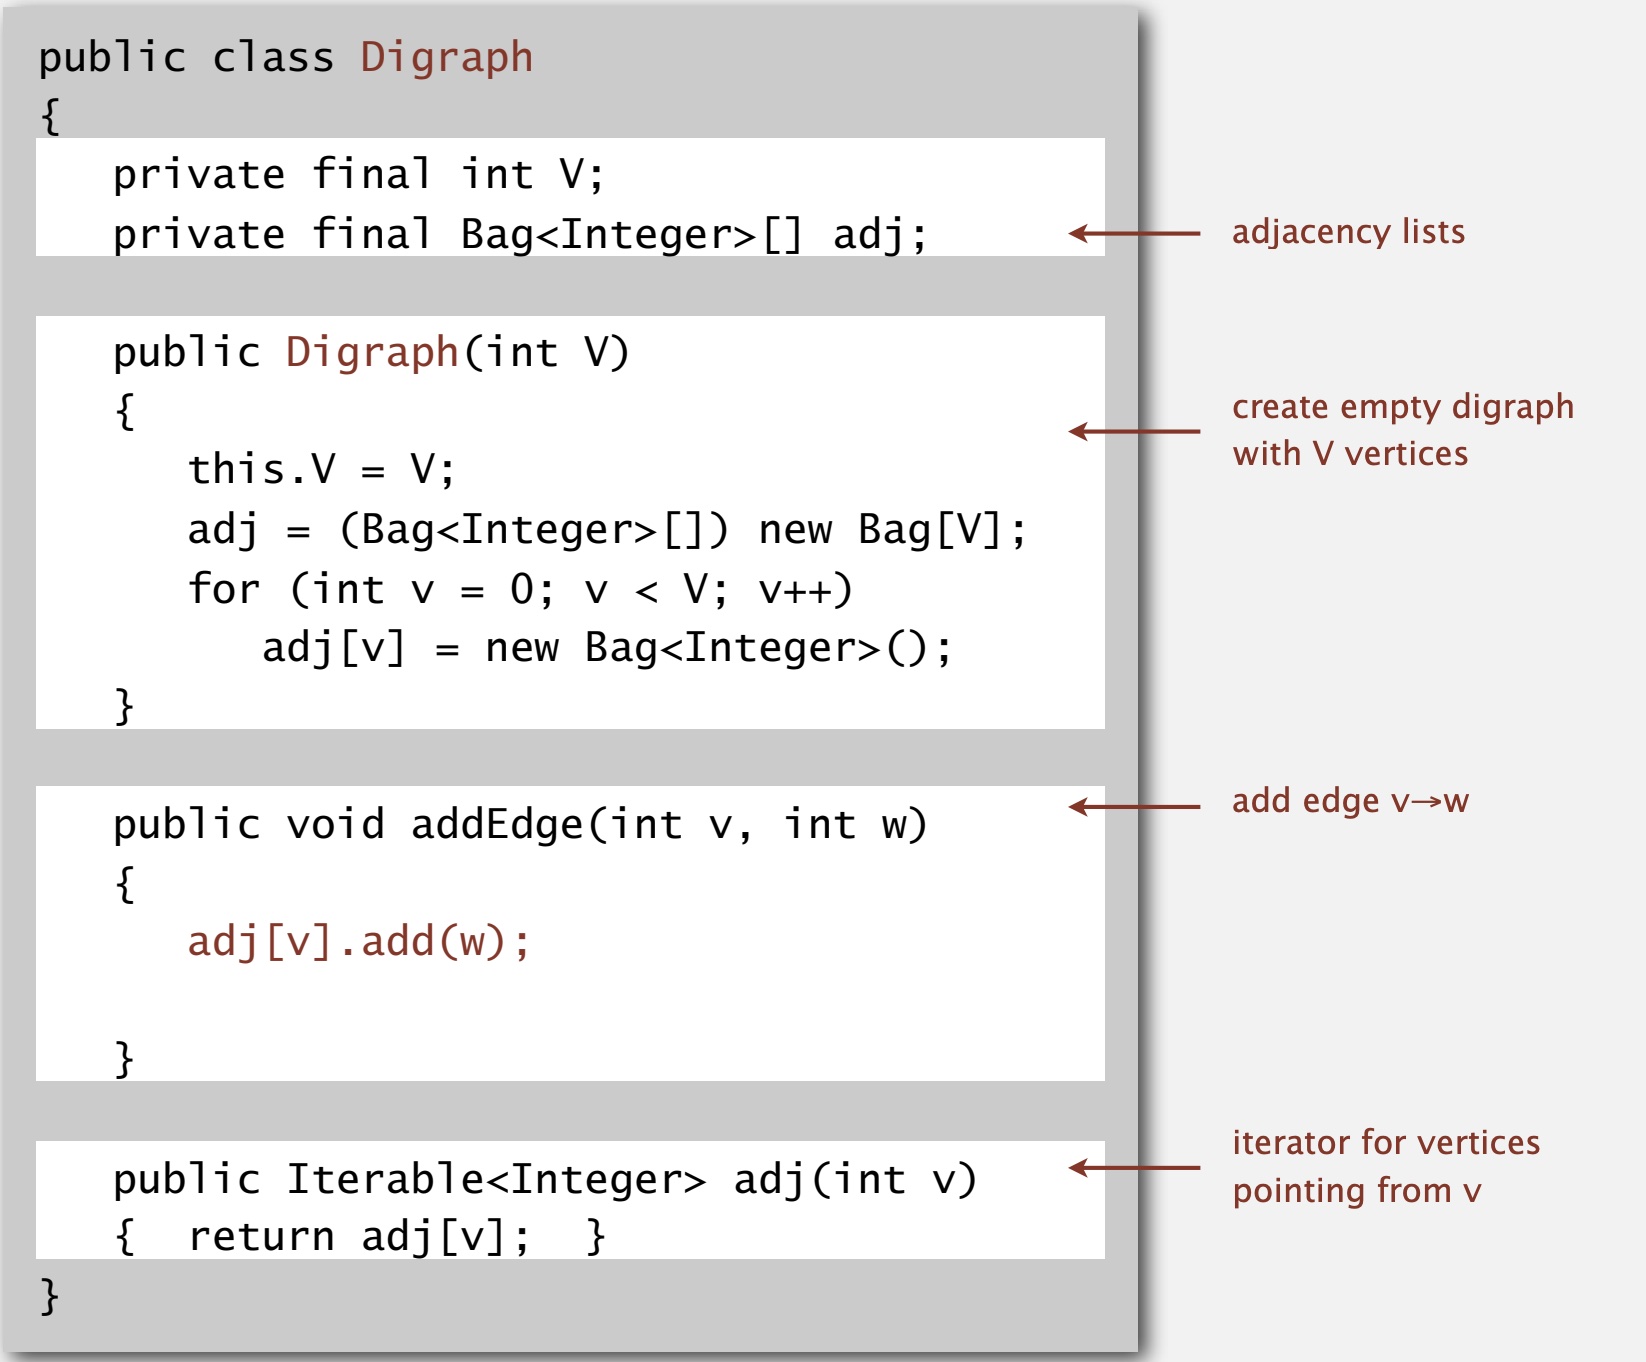 public class Digraph
{
   private final int V;
   private final Bag<Integer>[] adj;
adjacency lists
   public Digraph(int V)
   {
      this.V = V;
      adj = (Bag<Integer>[]) new Bag[V];
      for (int v = 0; v < V; v++)
         adj[v] = new Bag<Integer>();
   }
create empty digraph
with V vertices
   public void addEdge(int v, int w)
   {
      adj[v].add(w);
   }
add edge v→w
   public Iterable<Integer> adj(int v)
   {  return adj[v];  }
iterator for vertices
pointing from v
}